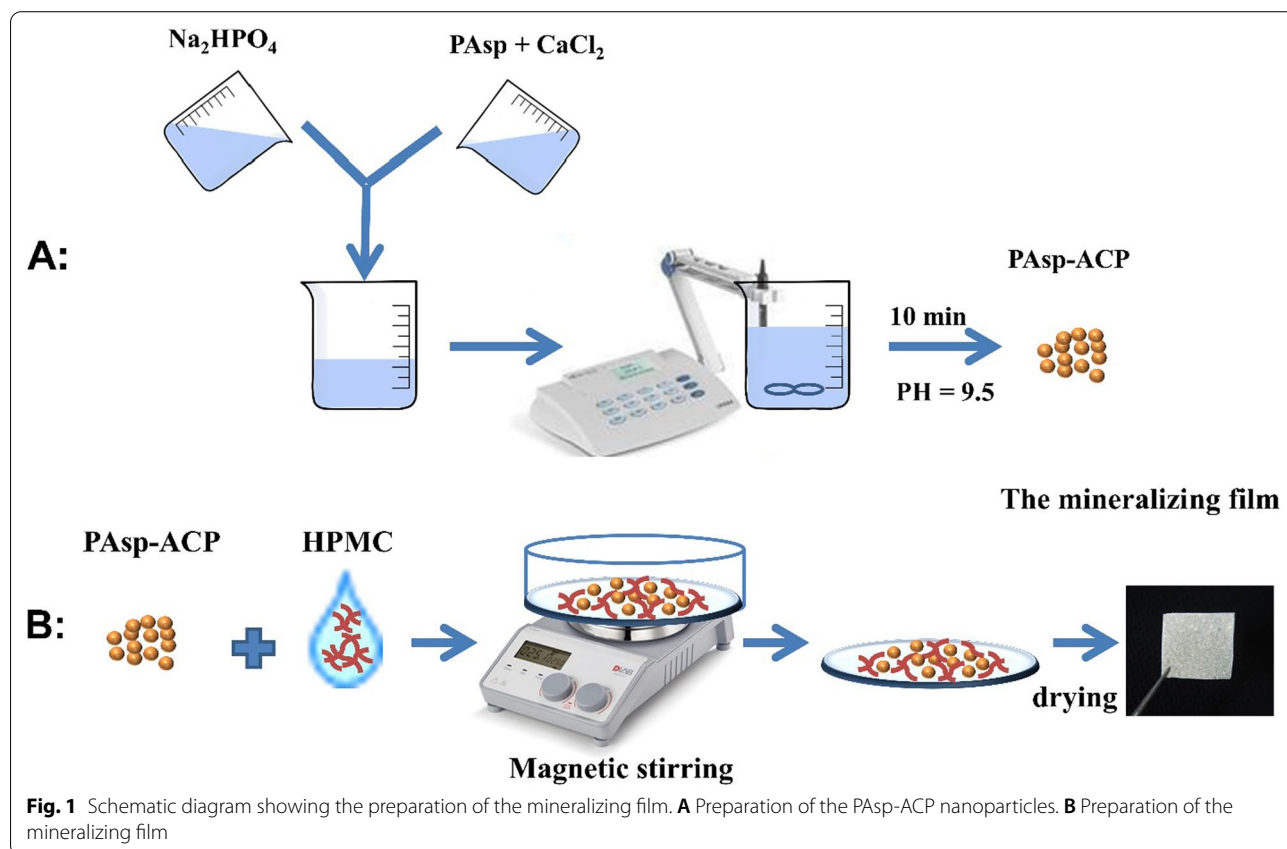 Na₂HPO₄
PAsp + CaCl₂
A:
PAsp-ACP
10 min
PH = 9.5
The mineralizing film
PAsp-ACP
HPMC
B:
drying
Magnetic stirring
Fig. 1 Schematic diagram showing the preparation of the mineralizing film. A Preparation of the PAsp-ACP nanoparticles. B Preparation of the
mineralizing film